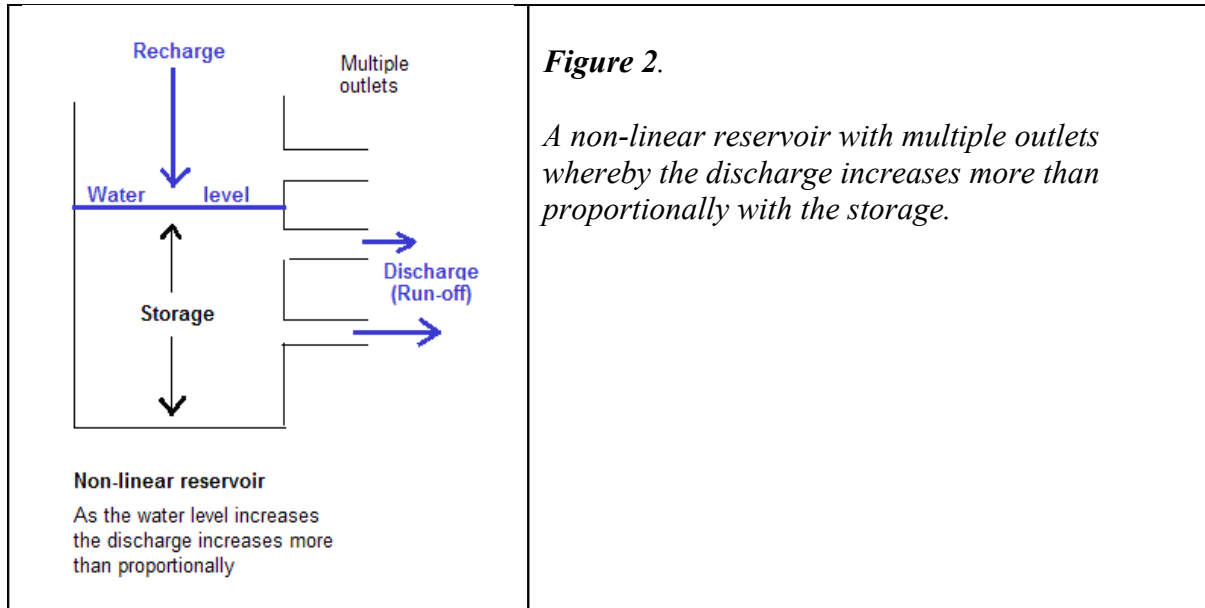 Recharge
Multiple
outlets
Water level
Discharge
(Run-off)
Storage
Non-linear reservoir
As the water level increases
the discharge increases more
than proportionally
Figure 2.
A non-linear reservoir with multiple outlets
whereby the discharge increases more than
proportionally with the storage.